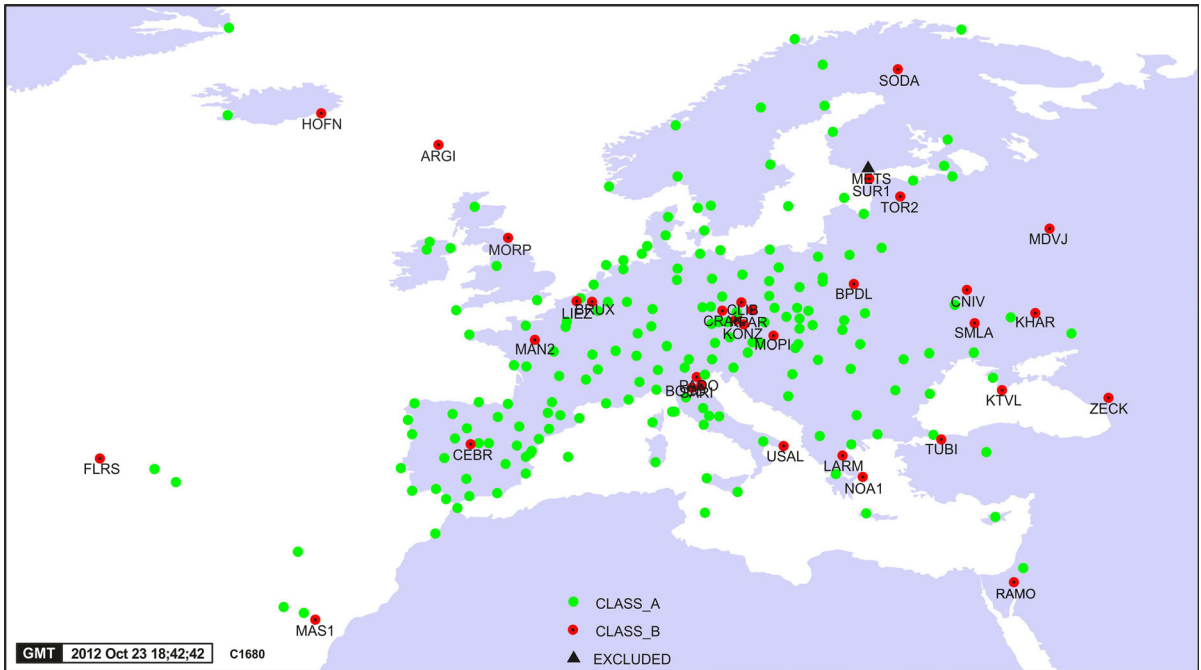 SODA
HOFN
ARGI
METS
SUR1
TOR2
MDVJ
MORP
BPDL
CNIV
LIEZ
BRUX
CLIB
KHAR
SMLA
KONZ
MOPI
MAN2
KTVL
ZECK
CEBR
TUBI
USAL
LARM
FLRS
NOA1
RAMO
MAS1
CLASS_A
CLASS_B
EXCLUDED
GMT 2012 Oct 23 18;42;42 C1680